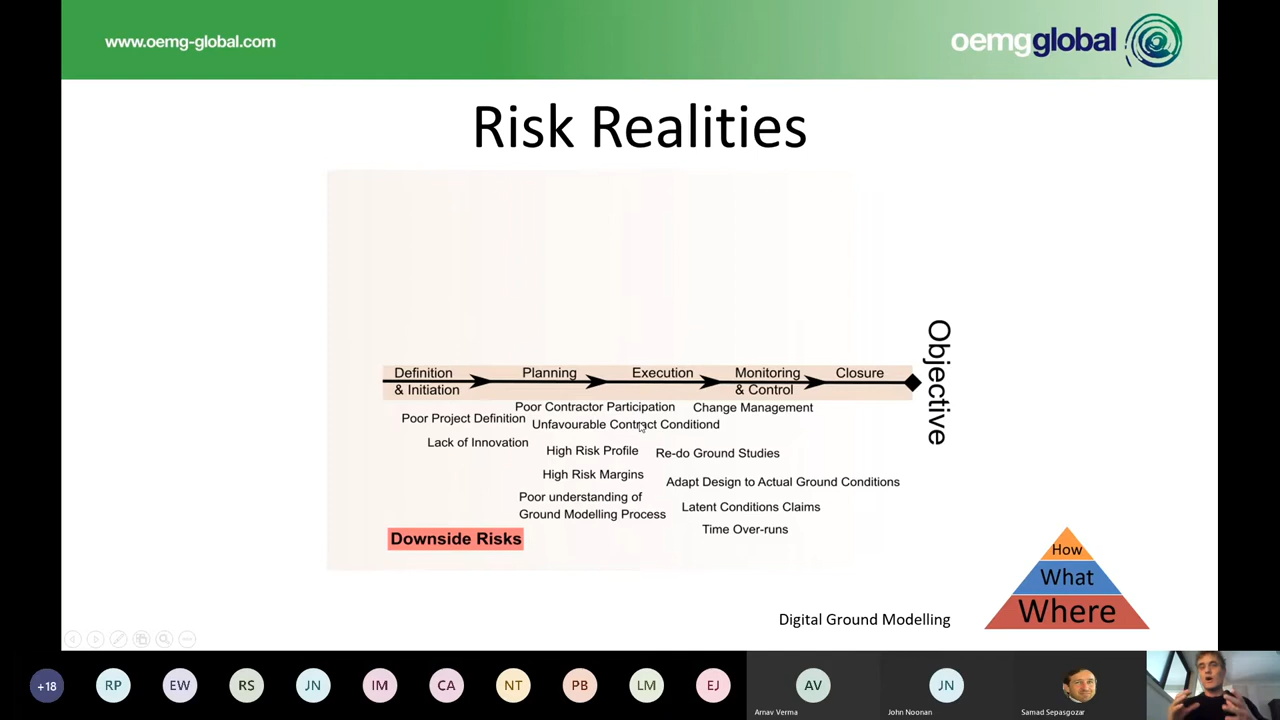 www.oemg-global.com
oemgglobal
Risk Realities
Objective
Definition
& Initiation
Planning
Execution
Monitoring
& Control
Closure
Poor Project Definition
Lack of Innovation
Poor Contractor Participation
Unfavourable Contract Conditiond
High Risk Profile
High Risk Margins
Poor understanding of
Ground Modelling Process
Change Management
Re-do Ground Studies
Adapt Design to Actual Ground Conditions
Latent Conditions Claims
Time Over-runs
Downside Risks
How
What
Where
Digital Ground Modelling
+18
RP
EW
RS
JN
IM
CA
NT
PB
LM
EJ
AV
Arnav Verma
JN
John Noonan
Samad Sepasgozar